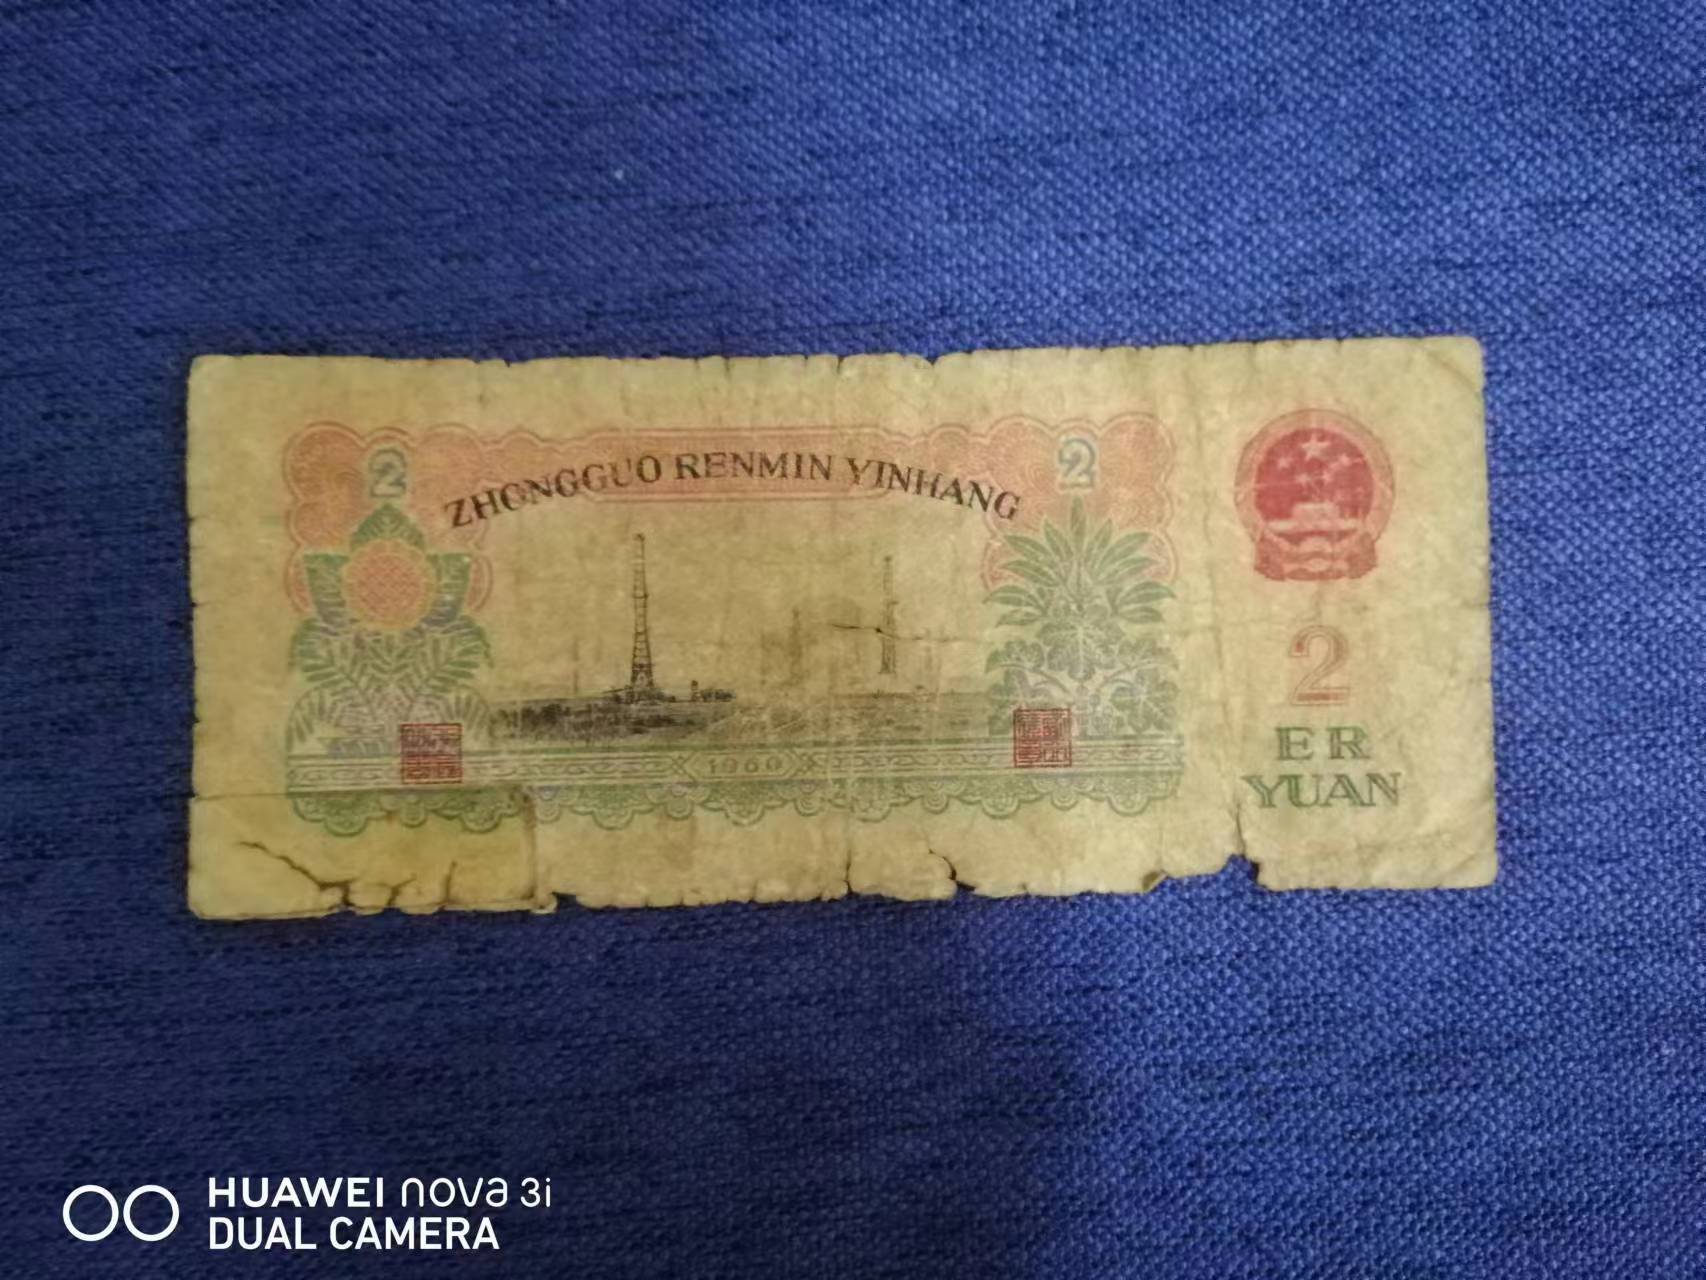 2
2
ZHONGGUO RENMIN YINHANG
2
ER
YUAN
1960
HUAWEI nova 3i
DUAL CAMERA